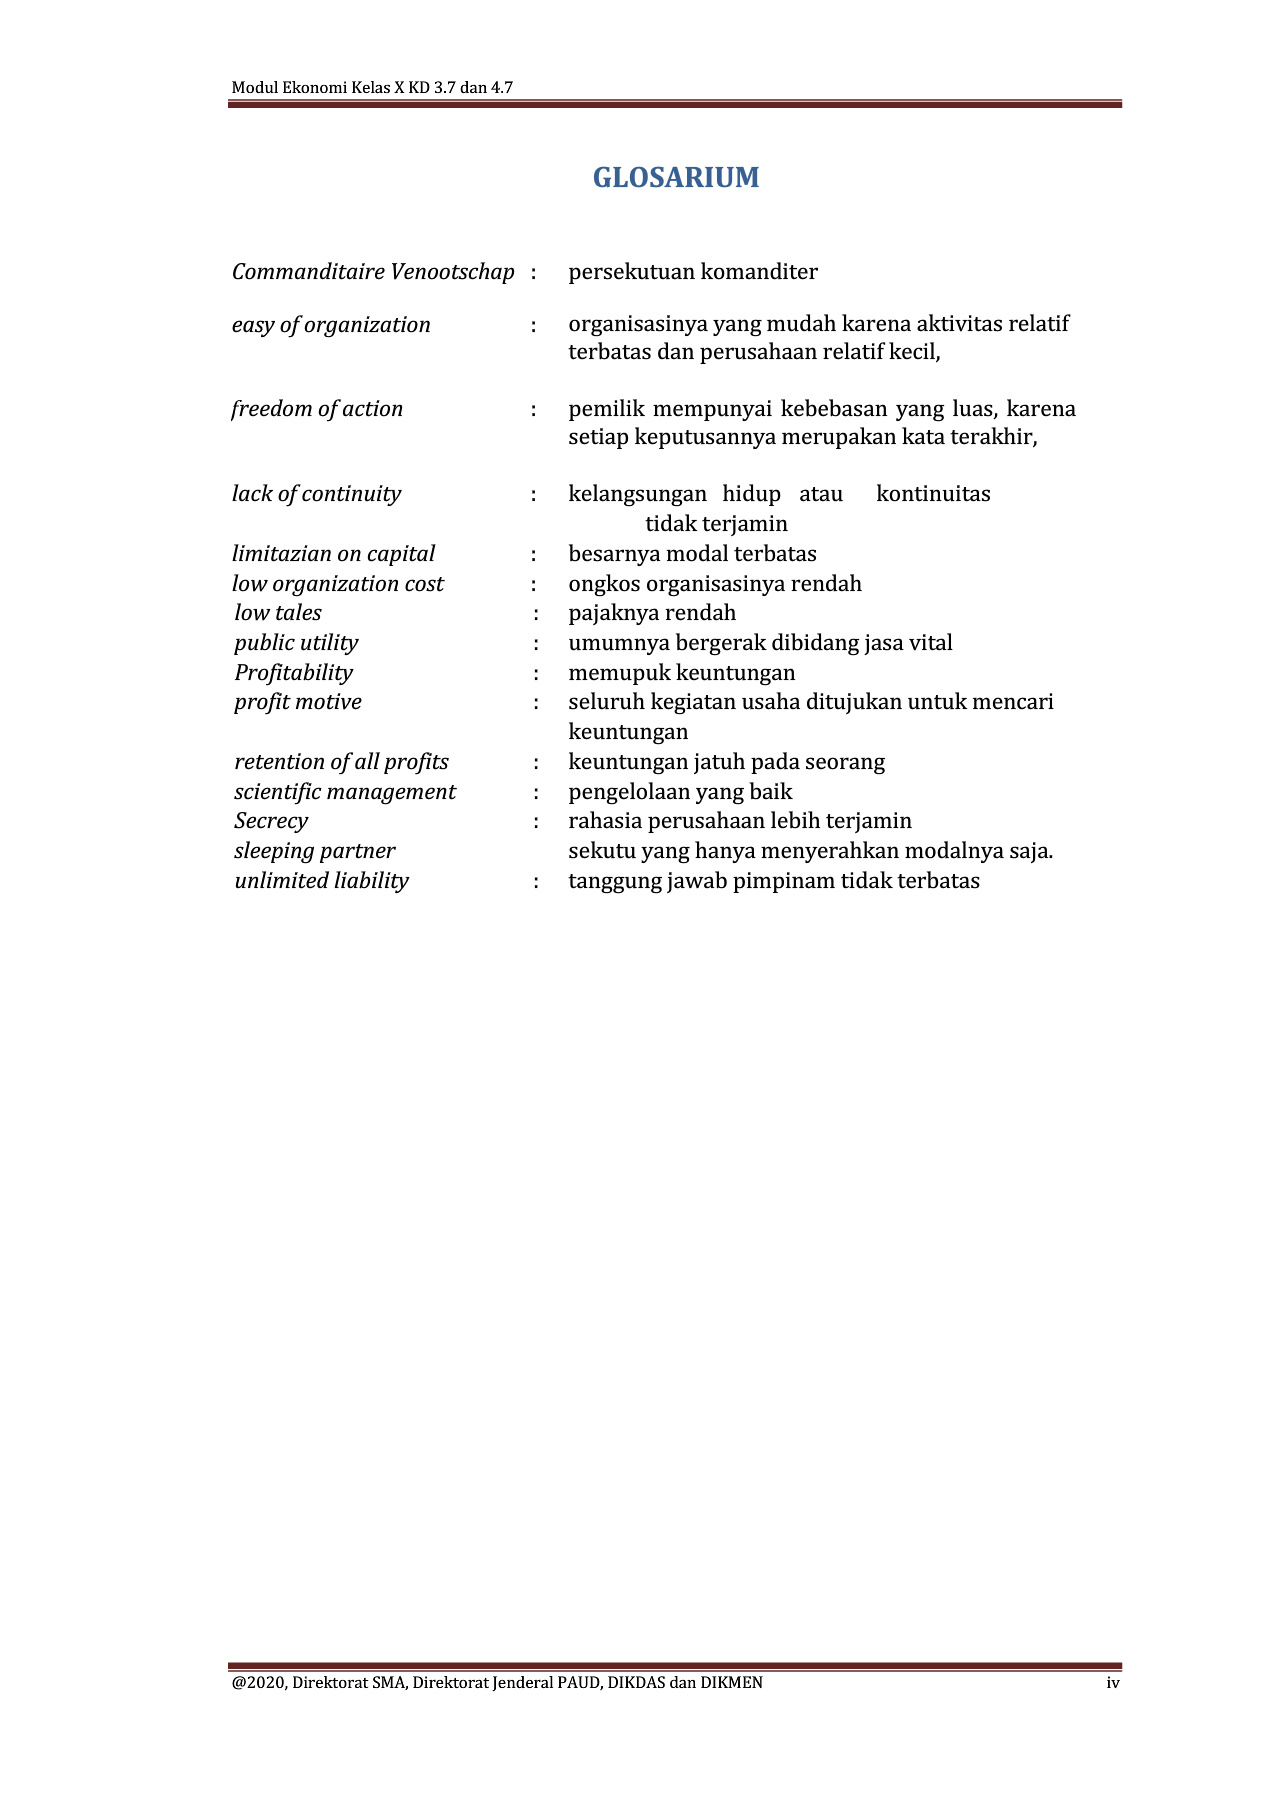 Modul Ekonomi Kelas X KD 3.7 dan 4.7
GLOSARIUM
Commanditaire Venootschap : persekutuan komanditer
easy of organization : organisasinya yang mudah karena aktivitas relatif
terbatas dan perusahaan relatif kecil,
freedom of action : pemilik mempunyai kebebasan yang luas, karena
setiap keputusannya merupakan kata terakhir,
lack of continuity : kelangsungan hidup atau kontinuitas
tidak terjamin
limitazian on capital : besarnya modal terbatas
low organization cost : ongkos organisasinya rendah
low tales : pajaknya rendah
public utility : umumnya bergerak dibidang jasa vital
Profitability : memupuk keuntungan
profit motive : seluruh kegiatan usaha ditujukan untuk mencari
keuntungan
retention of all profits : keuntungan jatuh pada seorang
scientific management : pengelolaan yang baik
Secrecy : rahasia perusahaan lebih terjamin
sleeping partner sekutu yang hanya menyerahkan modalnya saja.
unlimited liability : tanggung jawab pimpinam tidak terbatas
@2020, Direktorat SMA, Direktorat Jenderal PAUD, DIKDAS dan DIKMEN iv